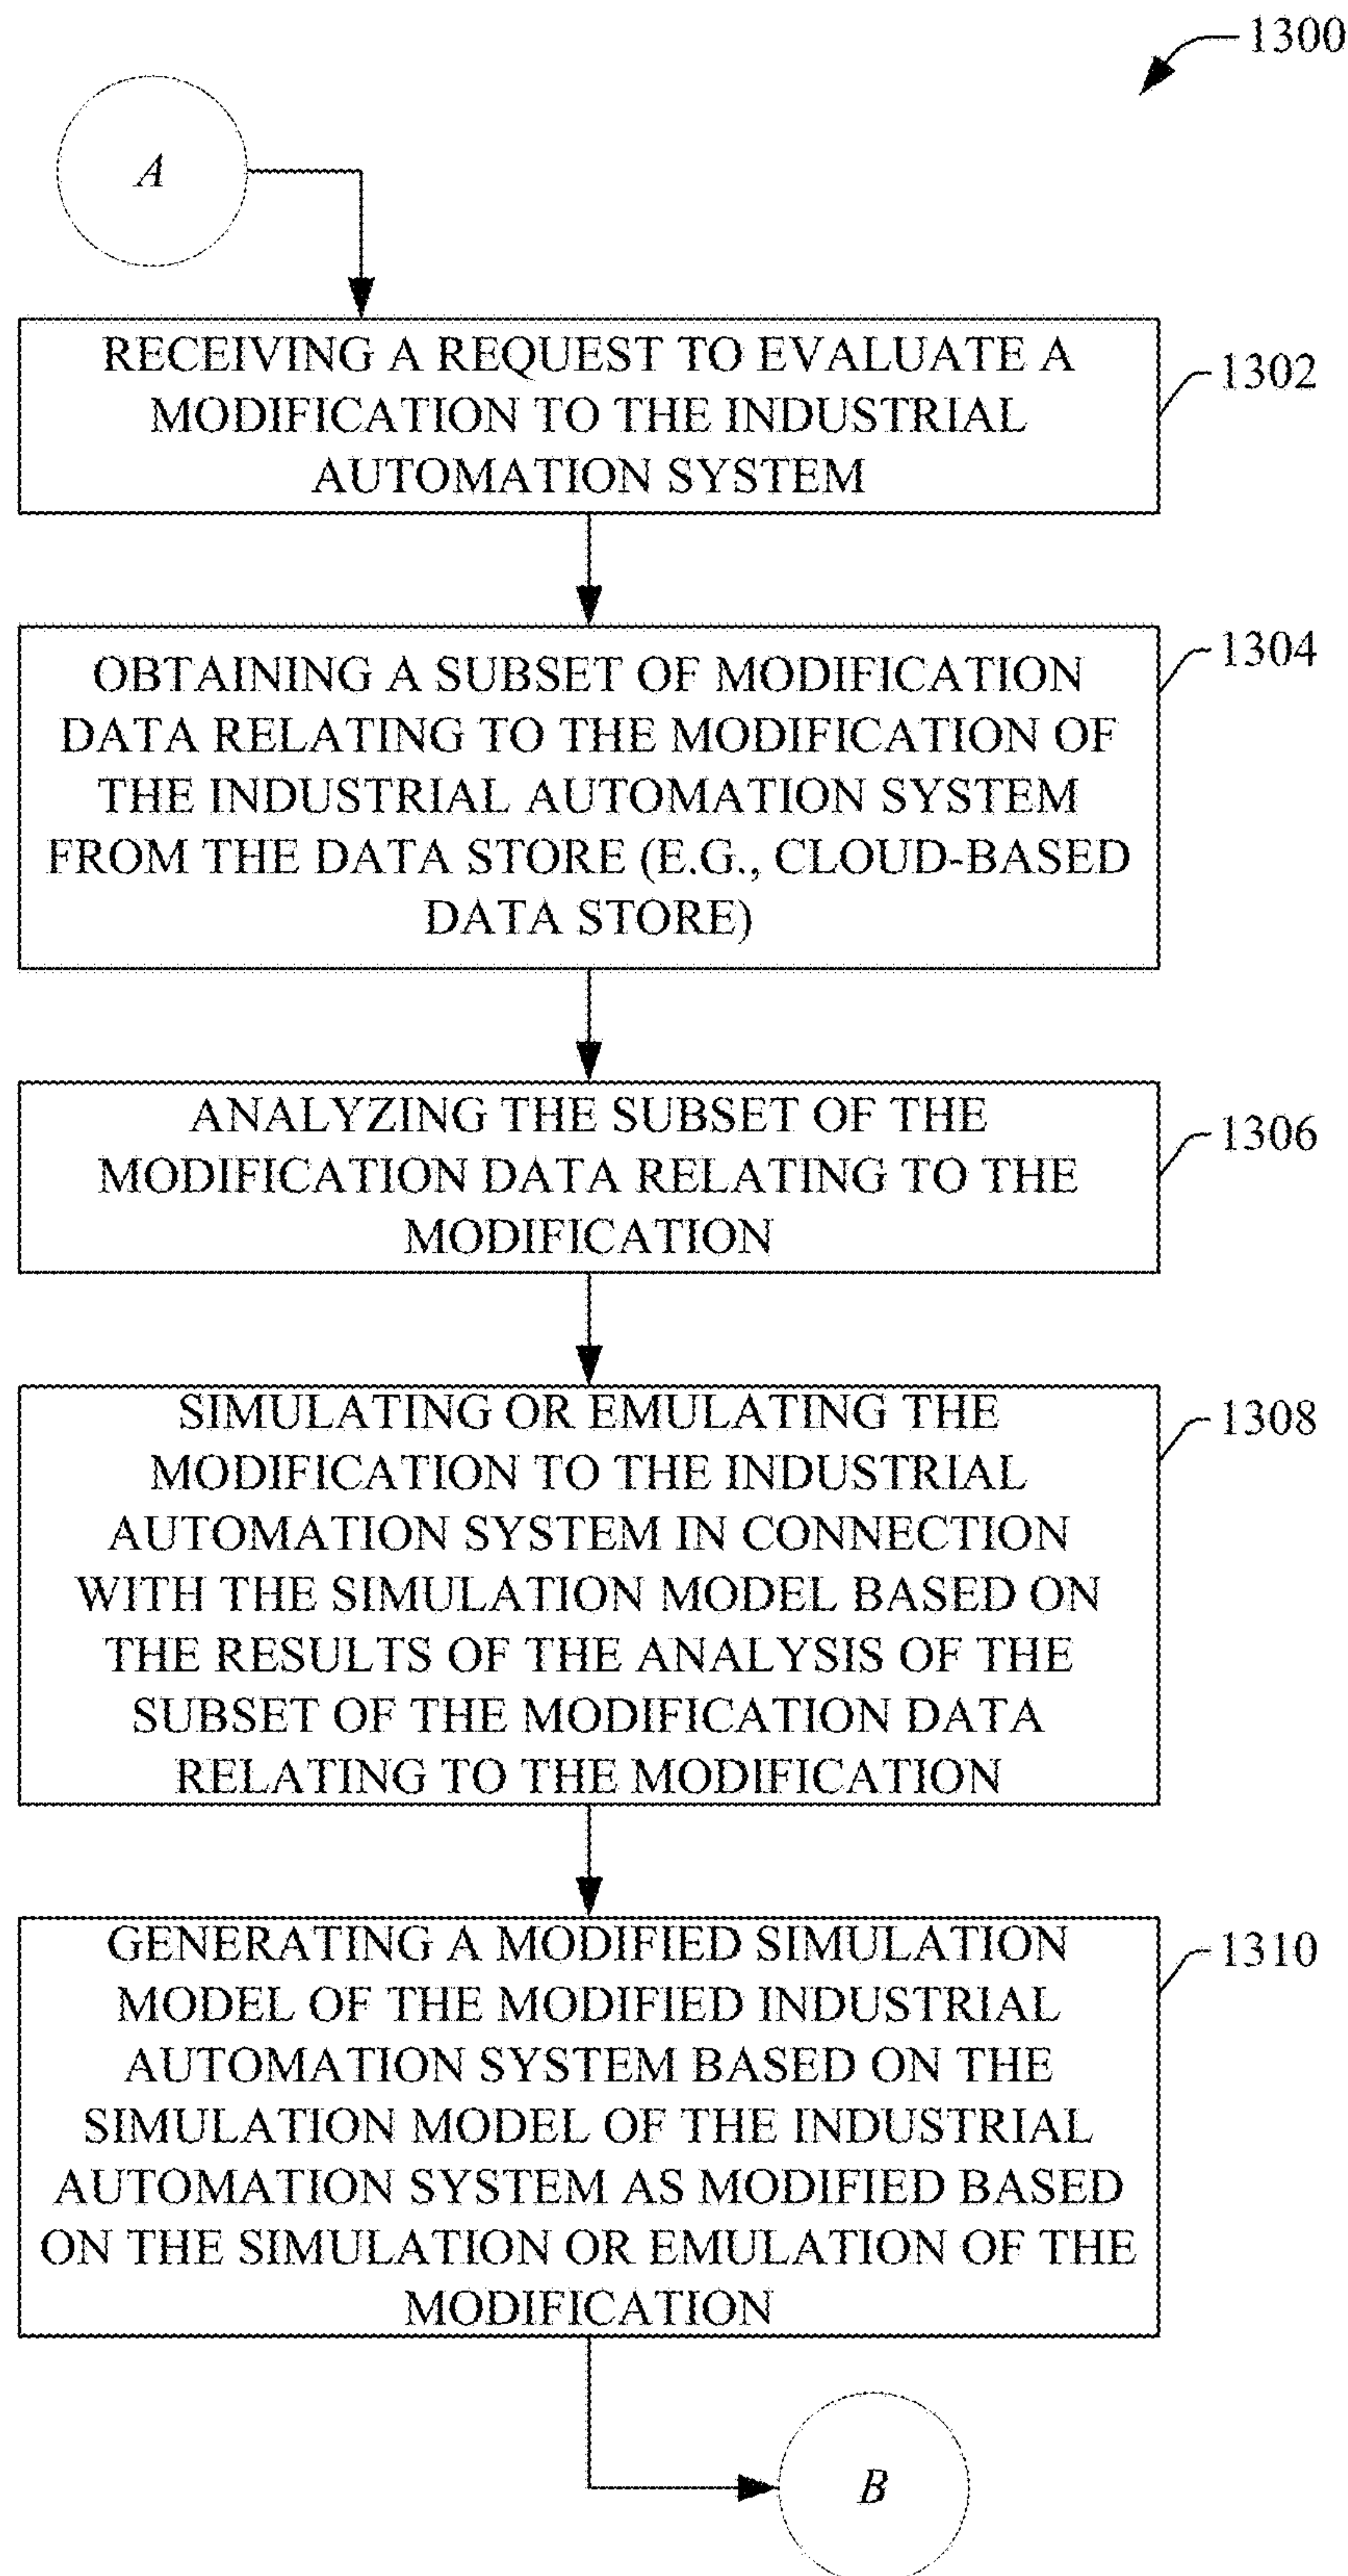 1300
A
RECEIVING A REQUEST TO EVALUATE A
MODIFICATION TO THE INDUSTRIAL
AUTOMATION SYSTEM
1302
OBTAINING A SUBSET OF MODIFICATION
DATA RELATING TO THE MODIFICATION OF
THE INDUSTRIAL AUTOMATION SYSTEM
FROM THE DATA STORE (E.G., CLOUD-BASED
DATA STORE)
1304
ANALYZING THE SUBSET OF THE
MODIFICATION DATA RELATING TO THE
MODIFICATION
1306
SIMULATING OR EMULATING THE
MODIFICATION TO THE INDUSTRIAL
AUTOMATION SYSTEM IN CONNECTION
WITH THE SIMULATION MODEL BASED ON
THE RESULTS OF THE ANALYSIS OF THE
SUBSET OF THE MODIFICATION DATA
RELATING TO THE MODIFICATION
1308
GENERATING A MODIFIED SIMULATION
MODEL OF THE MODIFIED INDUSTRIAL
AUTOMATION SYSTEM BASED ON THE
SIMULATION MODEL OF THE INDUSTRIAL
AUTOMATION SYSTEM AS MODIFIED BASED
ON THE SIMULATION OR EMULATION OF THE
MODIFICATION
1310
B